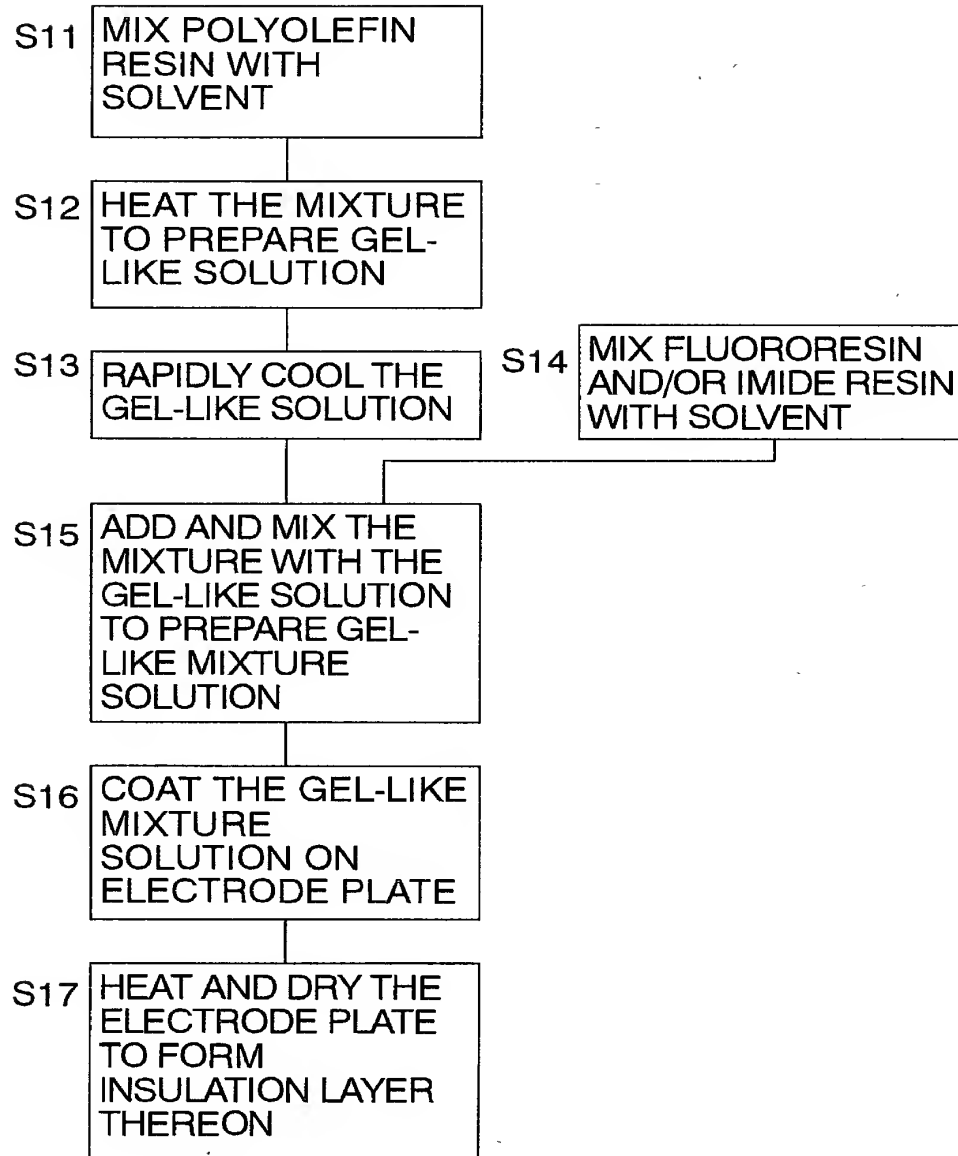 S11
MIX POLYOLEFIN
RESIN WITH
SOLVENT
S12
HEAT THE MIXTURE
TO PREPARE GEL-
LIKE SOLUTION
S13
RAPIDLY COOL THE
GEL-LIKE SOLUTION
S14
MIX FLUORORESIN
AND/OR IMIDE RESIN
WITH SOLVENT
S15
ADD AND MIX THE
MIXTURE WITH THE
GEL-LIKE SOLUTION
TO PREPARE GEL-
LIKE MIXTURE
SOLUTION
S16
COAT THE GEL-LIKE
MIXTURE
SOLUTION ON
ELECTRODE PLATE
S17
HEAT AND DRY THE
ELECTRODE PLATE
TO FORM
INSULATION LAYER
THEREON